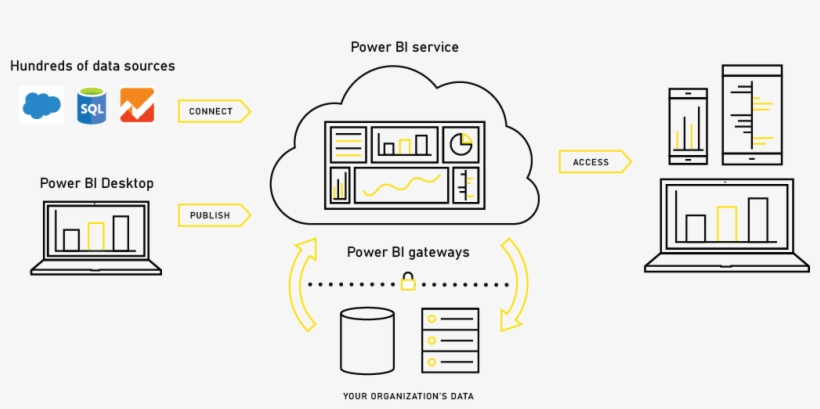 Power BI service
Hundreds of data sources
SQL
CONNECT
ACCESS
Power BI Desktop
PUBLISH
Power BI gateways
YOUR ORGANIZATION'S DATA